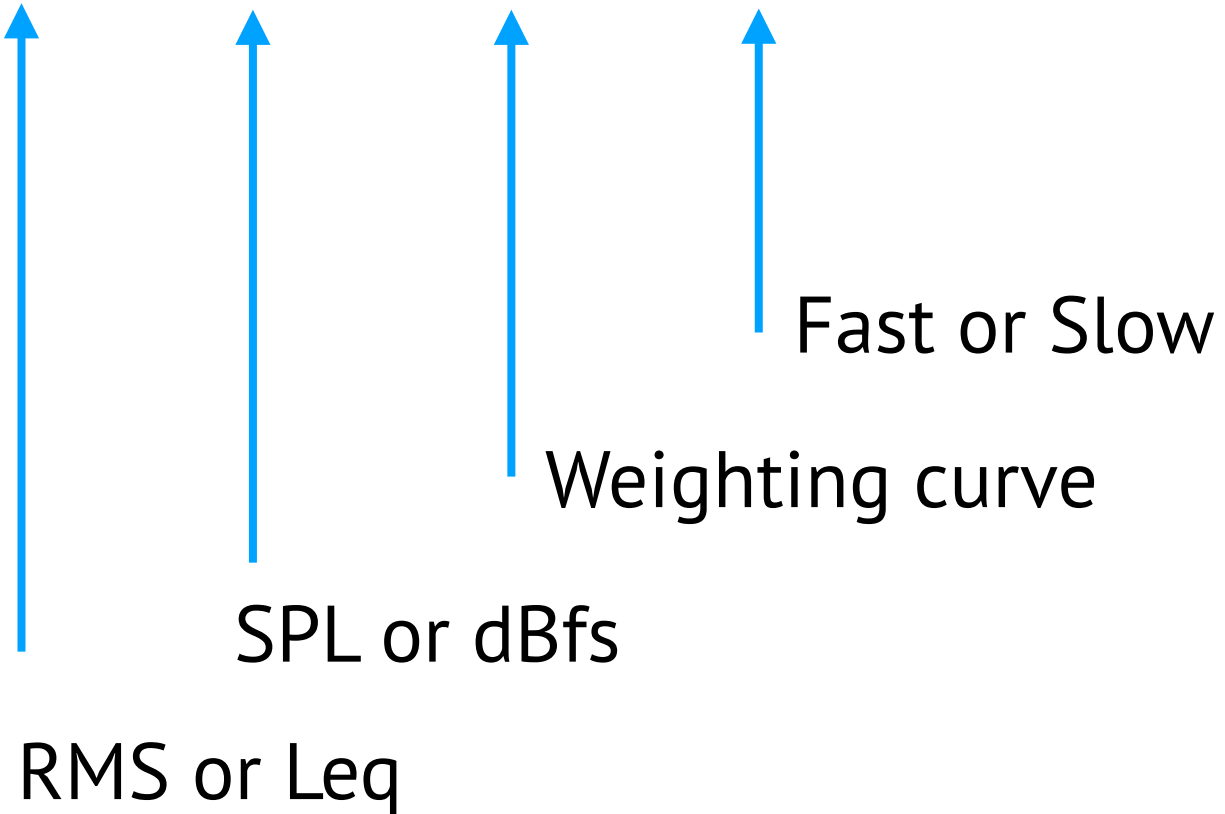 Fast or Slow
Weighting curve
SPL or dBfs
RMS or Leq